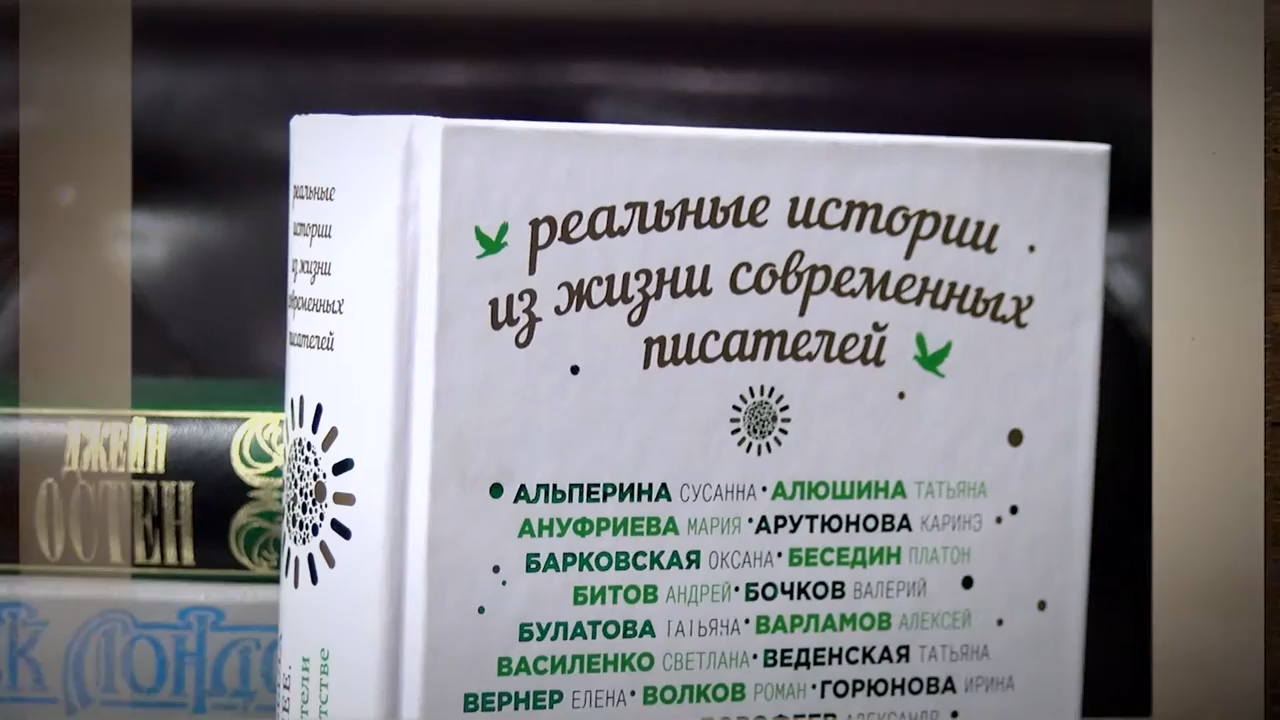 реальные истории
из жизни современных
писателей
АЛЬПЕРИНА СУСАННА • АЛЮШИНА ТАТЬЯНА
АНУФРИЕВА МАРИЯ • АРУТЮНОВА КАРИНЭ
БАРКОВСКАЯ ОКСАНА • БЕСЕДИН ПЛАТОН
БИТОВ АНДРЕЙ • БОЧКОВ ВАЛЕРИЙ
БУЛАТОВА ТАТЬЯНА • ВАРЛАМОВ АЛЕКСЕЙ
ВАСИЛЕНКО СВЕТЛАНА • ВЕДЕНСКАЯ ТАТЬЯНА
ВЕРНЕР ЕЛЕНА • ВОЛКОВ РОМАН • ГОРЮНОВА ИРИНА
реальные
истории
из жизни
современных
писателей
ДЖЕЙН
ОСТЕН